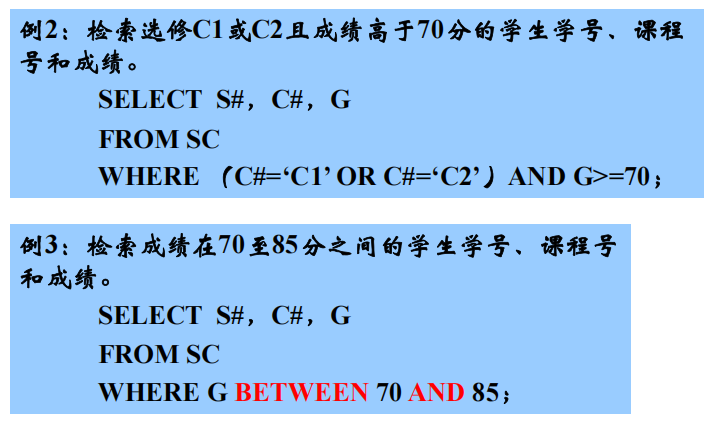 例2：检索选修C1或C2且成绩高于70分的学生学号、课程
号和成绩。
SELECT S#，C#，G
FROM SC
WHERE （C#=‘C1’ OR C#=‘C2’）AND G>=70；
例3：检索成绩在70至85分之间的学生学号、课程号
和成绩。
SELECT S#，C#，G
FROM SC
WHERE G BETWEEN 70 AND 85；